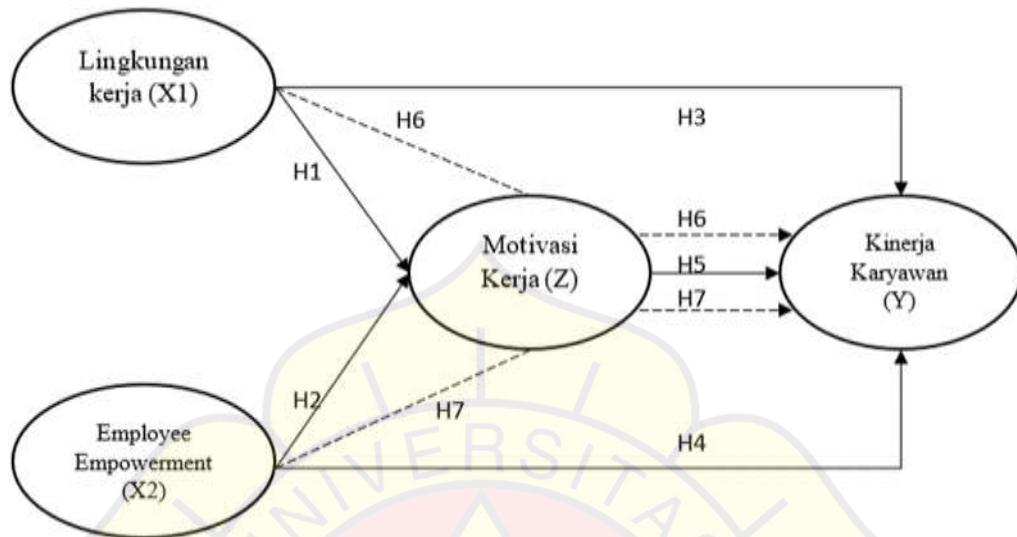 Lingkungan
kerja (X1)
H6
H3
H1
Motivasi
Kerja (Z)
H6
H5
H7
Kinerja
Karyawan
(Y)
H2
H7
Employee
Empowerment
(X2)
H4
UNIVERSITAS